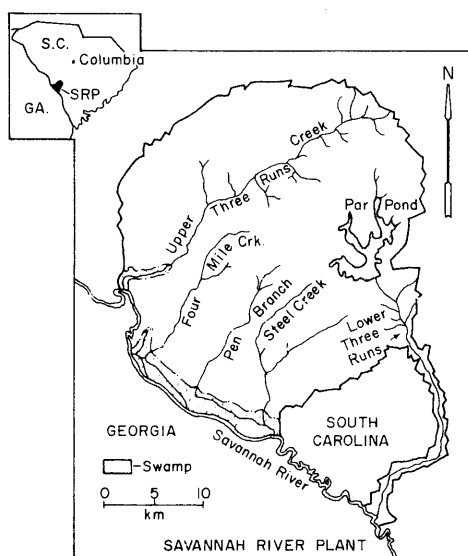 S.C.
Columbia
SRP
GA.
N
Upper Three Runs Creek
Par Pond
Four Mile Crk.
Pen Branch
Steel Creek
Lower
Three
Runs
GEORGIA
SOUTH
CAROLINA
Savannah River
-Swamp
0 5 10
km
SAVANNAH RIVER PLANT